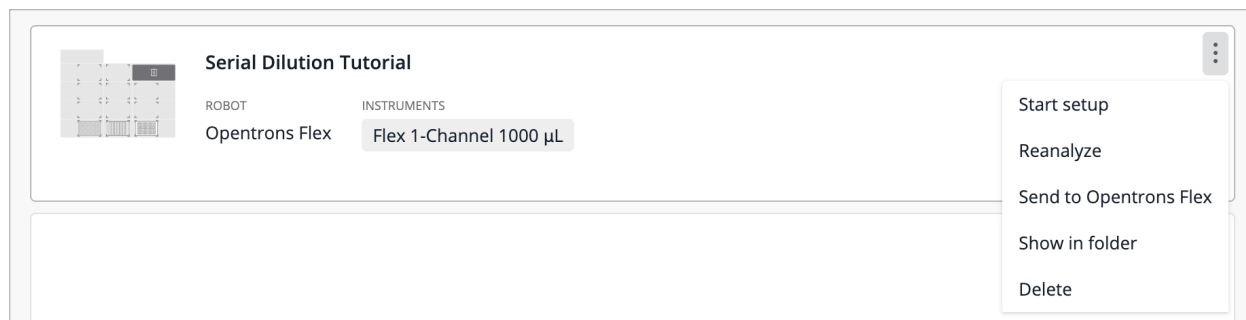 Serial Dilution Tutorial
ROBOT INSTRUMENTS
Opentrons Flex Flex 1-Channel 1000 µL
Start setup
Reanalyze
Send to Opentrons Flex
Show in folder
Delete